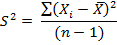 S² = ∑(Xᵢ − X̄)² / (n − 1)